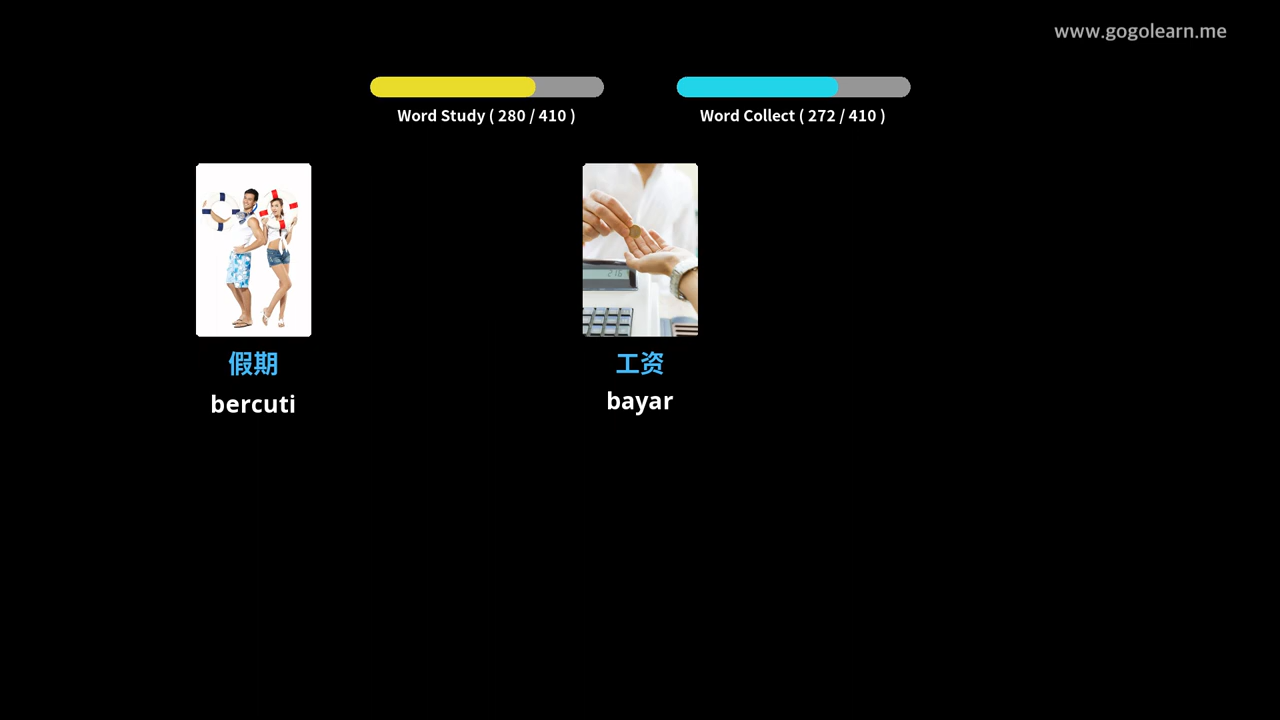 www.gogolearn.me
Word Study ( 280 / 410 )
Word Collect ( 272 / 410 )
假期
bercuti
工资
bayar